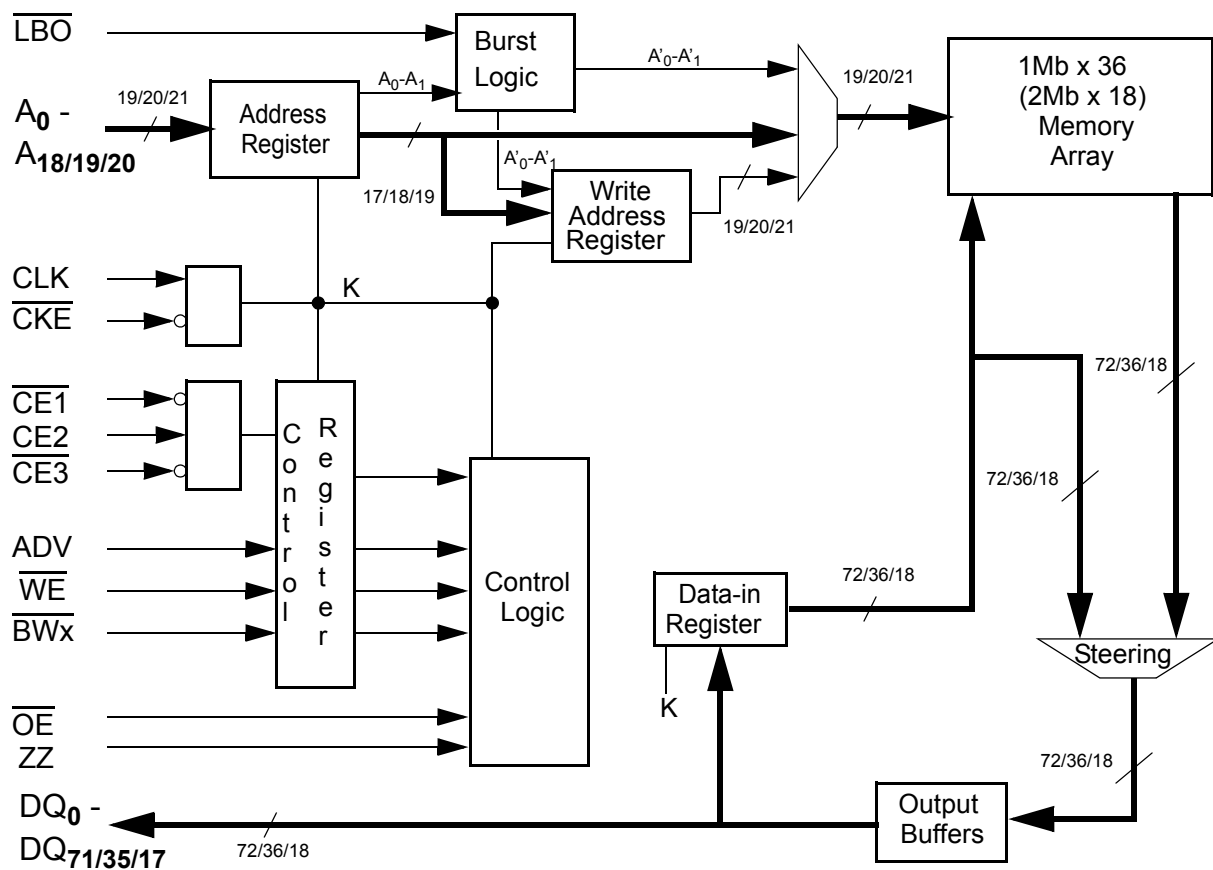 LBO
Burst
Logic
A'0-A'1
19/20/21
1Mb x 36
(2Mb x 18)
Memory
Array
A0 -
A18/19/20
19/20/21
Address
Register
A0-A1
17/18/19
A'0-A'1
Write
Address
Register
19/20/21
CLK
CKE
K
CE1
CE2
CE3
Control
Register
72/36/18
72/36/18
ADV
WE
BWx
Control
Logic
Data-in
Register
72/36/18
K
Steering
OE
ZZ
72/36/18
DQ0 -
DQ71/35/17
72/36/18
Output
Buffers